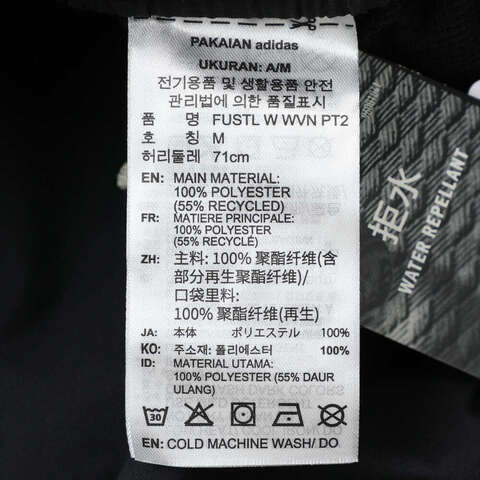 PAKAIAN adidas
UKURAN: A/M
전기용품 및 생활용품 안전
관리법에 의한 품질표시
품 명 FUSTL W WVN PT2
호 칭 M
허리둘레 71cm
EN: MAIN MATERIAL:
100% POLYESTER
(55% RECYCLED)
FR: MATIERE PRINCIPALE:
100% POLYESTER
(55% RECYCLÉ)
ZH: 主料: 100% 聚酯纤维(含
部分再生聚酯纤维)/
口袋里料:
100% 聚酯纤维(再生)
JA: 本体 ポリエステル 100%
KO: 주소재: 폴리에스터 100%
ID: MATERIAL UTAMA:
100% POLYESTER (55% DAUR
ULANG)
30
EN: COLD MACHINE WASH/ DO
拒水
WATER REPELLANT